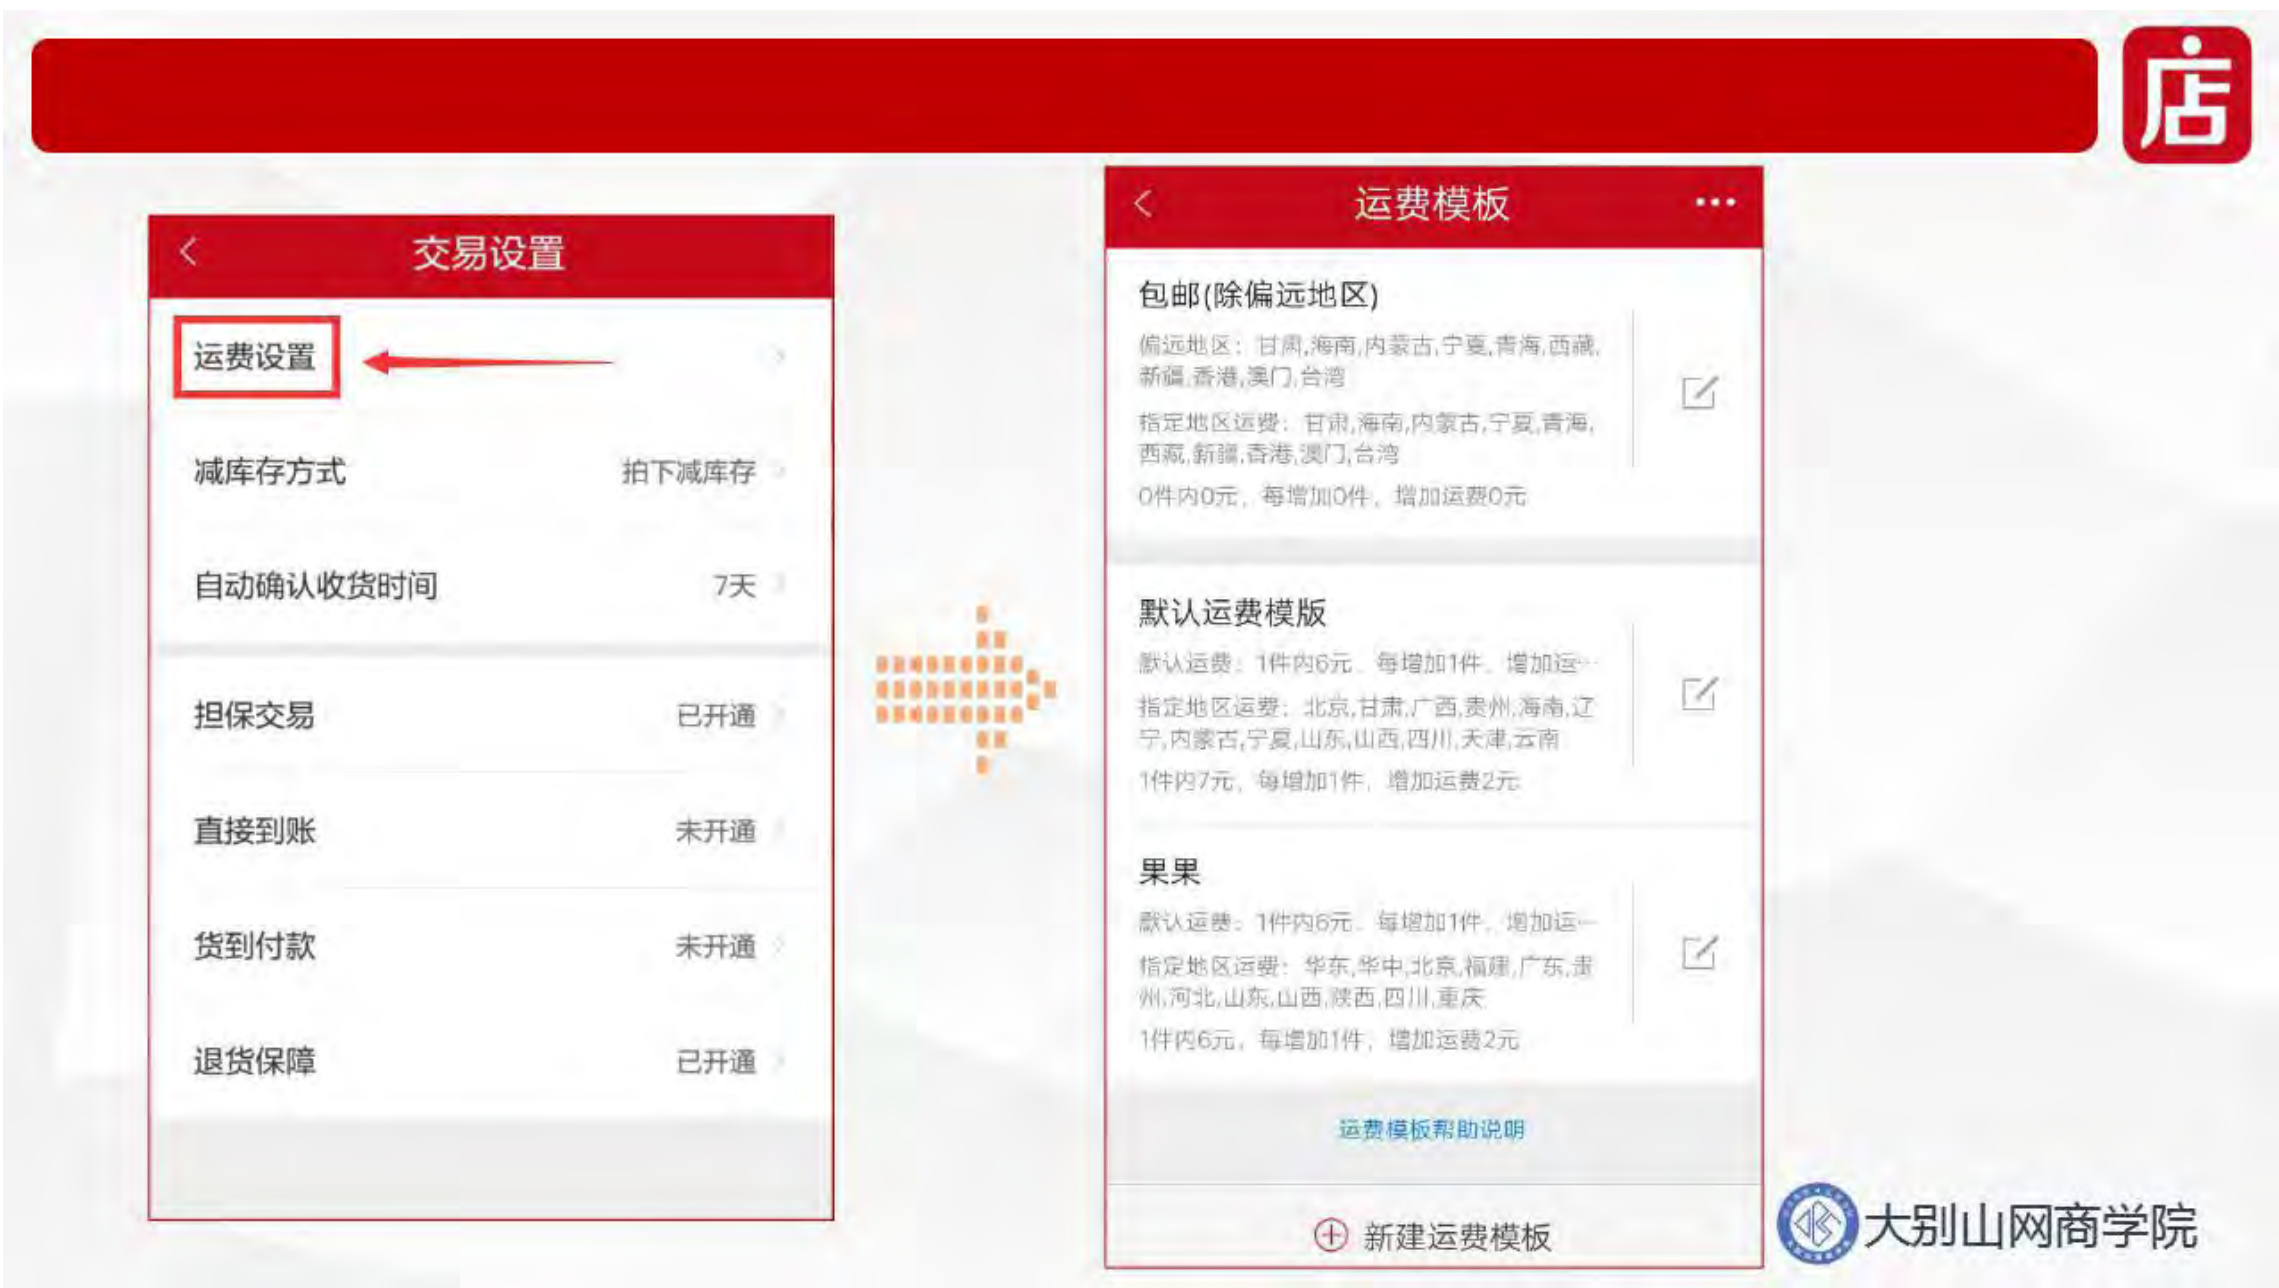 店
交易设置
运费设置
减库存方式 拍下减库存
自动确认收货时间 7天
担保交易 已开通
直接到账 未开通
货到付款 未开通
退货保障 已开通
运费模板
包邮(除偏远地区)
偏远地区：甘肃,海南,内蒙古,宁夏,青海,西藏,
新疆,香港,澳门,台湾
指定地区运费：甘肃,海南,内蒙古,宁夏,青海,
西藏,新疆,香港,澳门,台湾
0件内0元，每增加0件，增加运费0元
默认运费模版
默认运费：1件内6元，每增加1件，增加运…
指定地区运费：北京,甘肃,广西,贵州,海南,辽
宁,内蒙古,宁夏,山东,山西,四川,天津,云南
1件内7元，每增加1件，增加运费2元
果果
默认运费：1件内6元，每增加1件，增加运…
指定地区运费：华东,华中,北京,福建,广东,贵
州,河北,山东,山西,陕西,四川,重庆
1件内6元，每增加1件，增加运费2元
运费模板帮助说明
新建运费模板
大别山网商学院